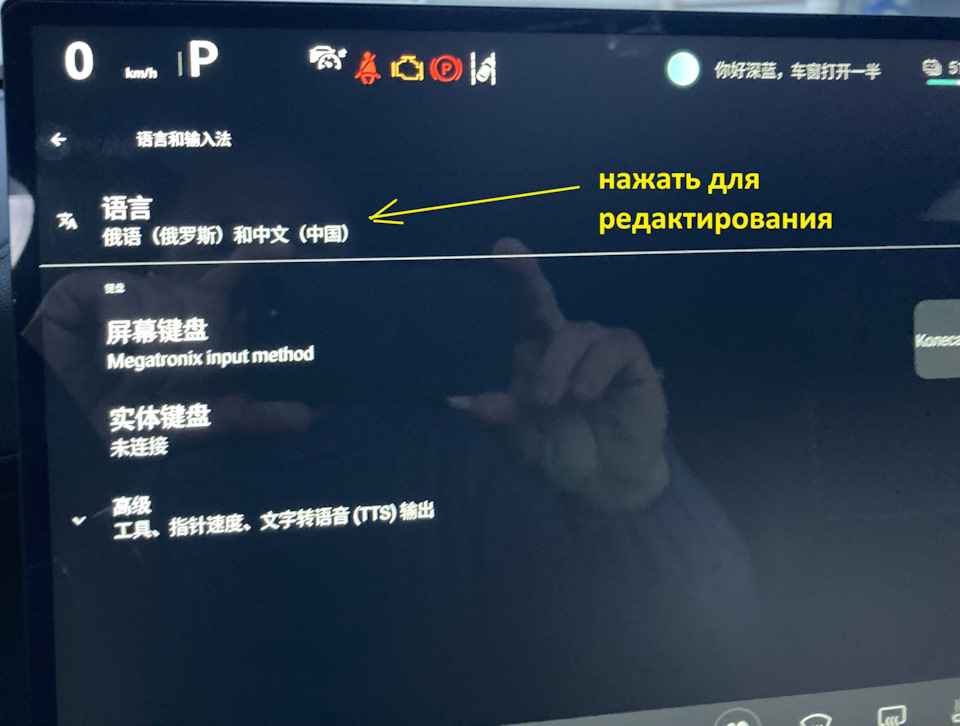 0 km/h P
你好深蓝，车窗打开一半
语言和输入法
нажать для
редактирования
语言
俄语（俄罗斯）和中文（中国）
键盘
屏幕键盘
Megatronix input method
Колеса
实体键盘
未连接
高级
工具、指针速度、文字转语音 (TTS) 输出